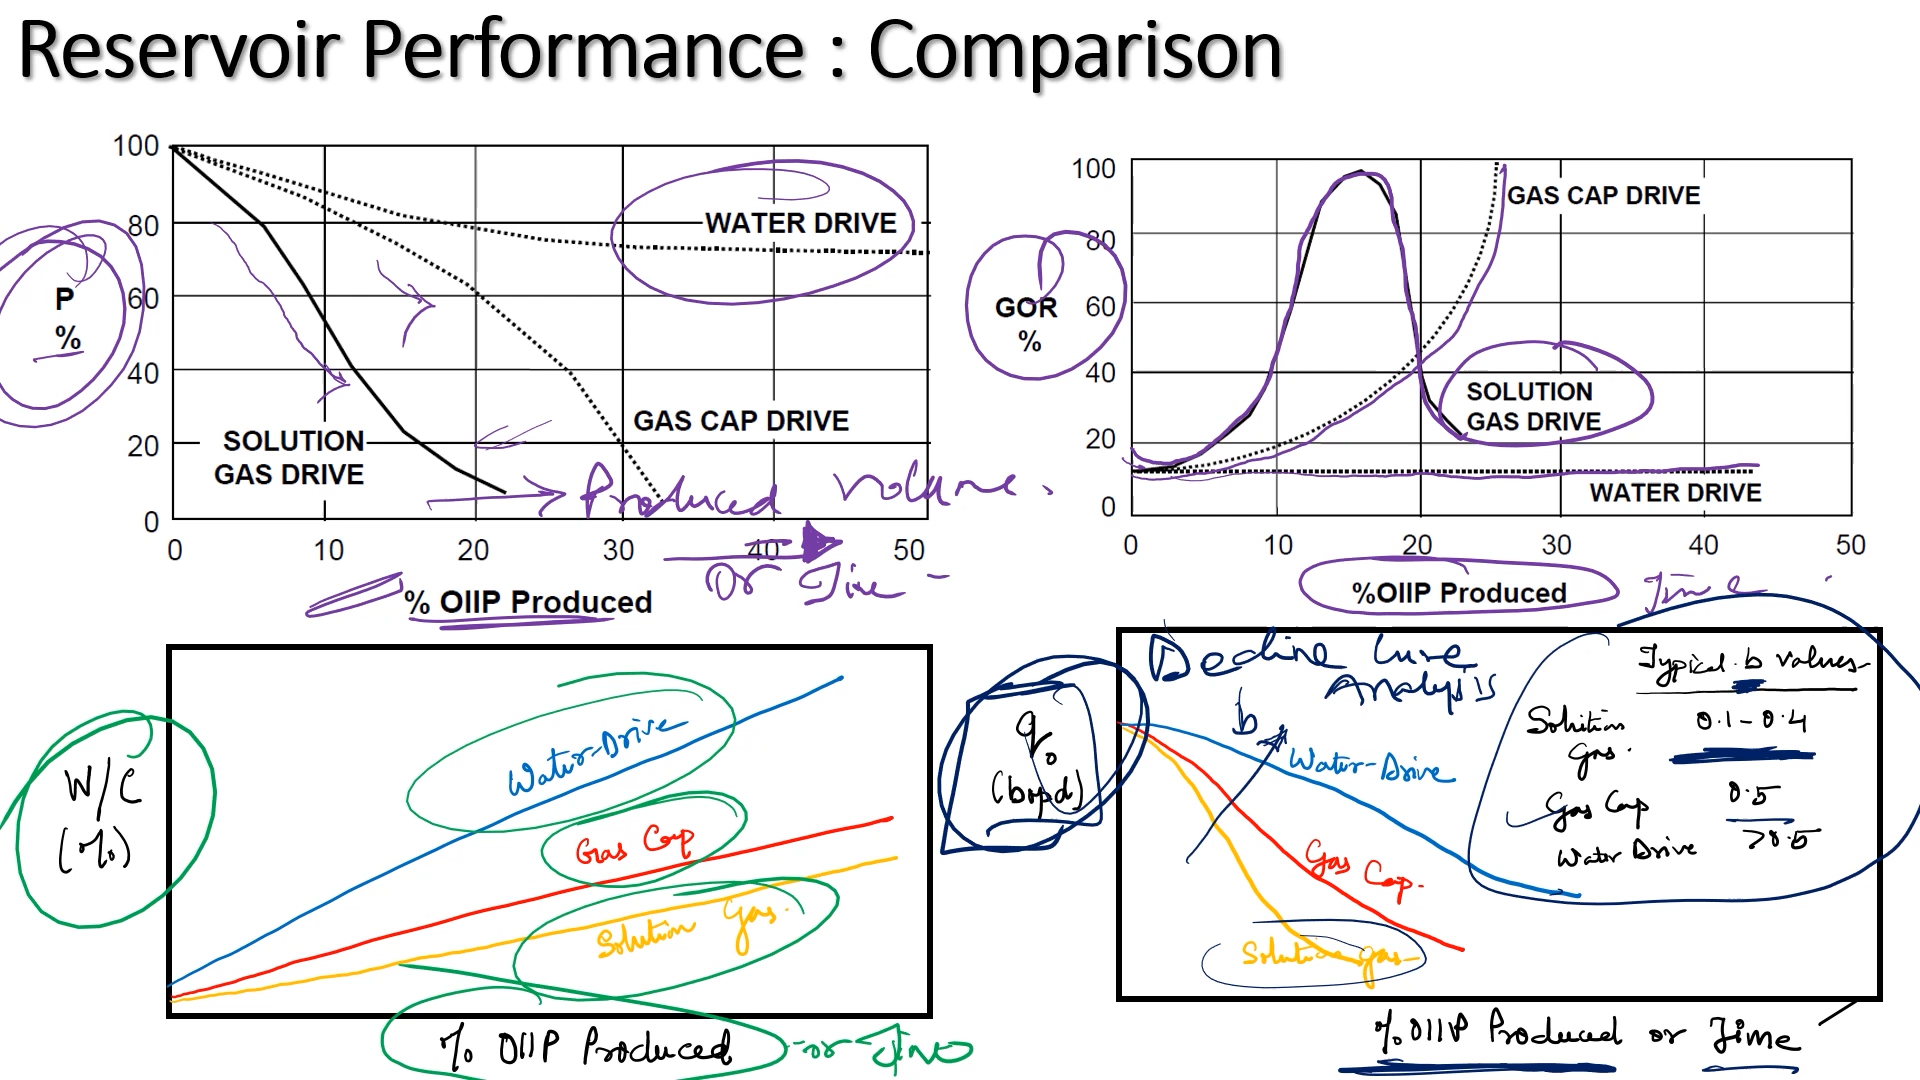 Reservoir Performance : Comparison
100
80
60
40
20
0
P
%
WATER DRIVE
GAS CAP DRIVE
SOLUTION
GAS DRIVE
Produced Volume.
0 10 20 30 40 50
or Time
% OIIP Produced
100
80
60
40
20
0
GOR
%
GAS CAP DRIVE
SOLUTION
GAS DRIVE
WATER DRIVE
0 10 20 30 40 50
%OIIP Produced
Time
W/C
(%)
Water-Drive
Gas Cap
Solution Gas.
% OIIP Produced or Time
Decline Curve
Analysis
qo
(bopd)
b
Water-Drive
Gas Cap.
Solution gas
Typical b values
Solution
gas.
0.1-0.4
Gas Cap
0.5
Water Drive
>0.5
% OIIP Produced or Time